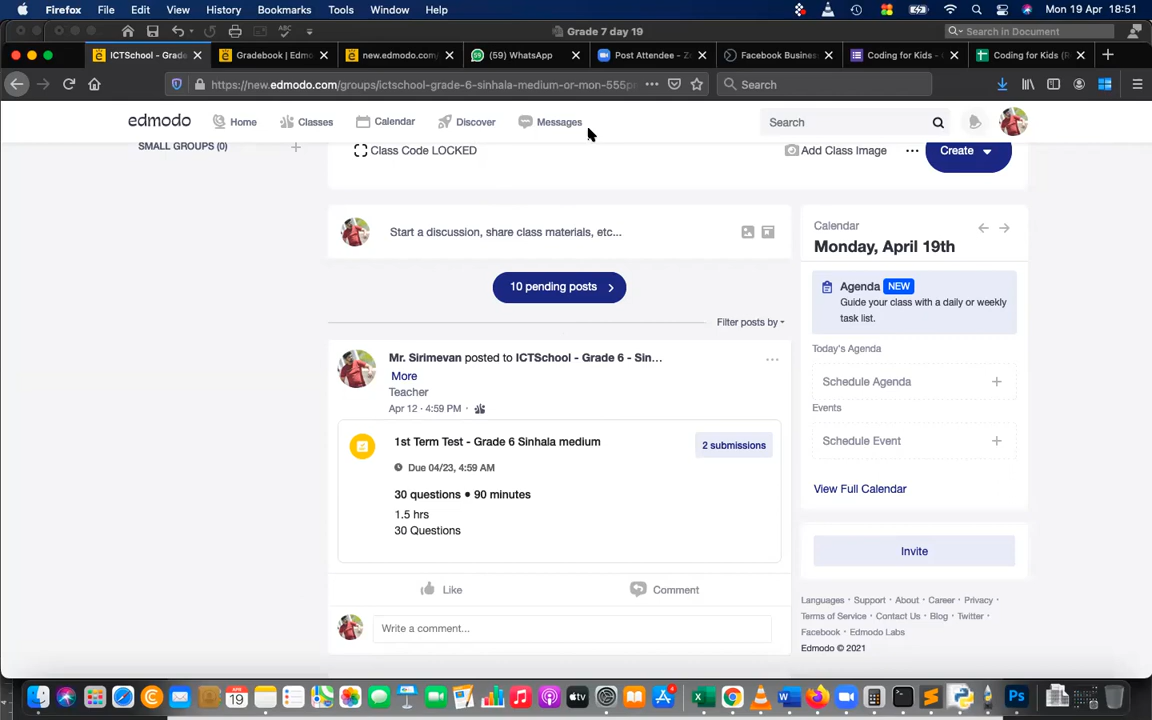 Firefox File Edit View History Bookmarks Tools Window Help Mon 19 Apr 18:51
Grade 7 day 19 Search in Document
ICTSchool - Grade Gradebook | Edm new.edmodo.com/ (59) WhatsApp Post Attendee - Z Facebook Busines Coding for Kids - G Coding for Kids (R
https://new.edmodo.com/groups/ictschool-grade-6-sinhala-medium-or-mon-555p Search
edmodo Home Classes Calendar Discover Messages Search
SMALL GROUPS (0)
Class Code LOCKED Add Class Image Create
Start a discussion, share class materials, etc...
10 pending posts
Filter posts by
Mr. Sirimevan posted to ICTSchool - Grade 6 - Sin...
More
Teacher
Apr 12 · 4:59 PM ·
1st Term Test - Grade 6 Sinhala medium
2 submissions
Due 04/23, 4:59 AM
30 questions • 90 minutes
1.5 hrs
30 Questions
Like Comment
Write a comment...
Calendar
Monday, April 19th
Agenda NEW
Guide your class with a daily or weekly
task list.
Today's Agenda
Schedule Agenda
Events
Schedule Event
View Full Calendar
Invite
Languages · Support · About · Career · Privacy ·
Terms of Service · Contact Us · Blog · Twitter ·
Facebook · Edmodo Labs
Edmodo © 2021